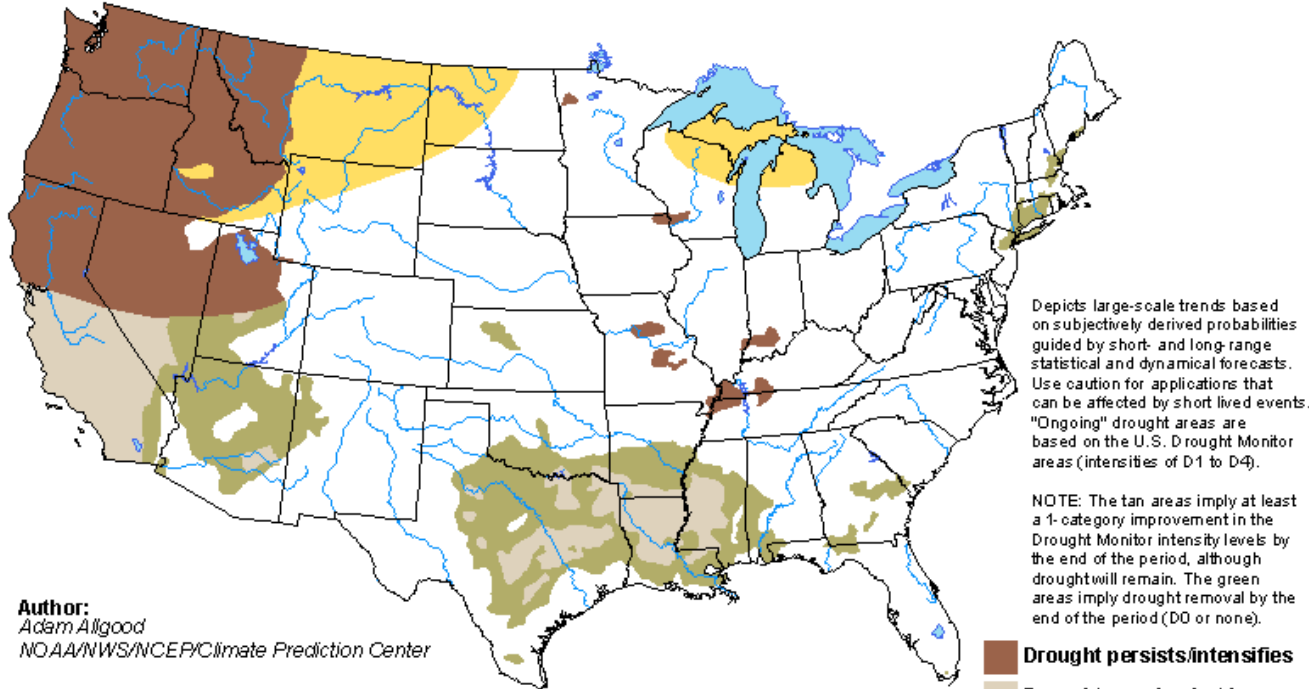 Depicts large-scale trends based
on subjectively derived probabilities
guided by short- and long-range
statistical and dynamical forecasts.
Use caution for applications that
can be affected by short lived events.
"Ongoing" drought areas are
based on the U.S. Drought Monitor
areas (intensities of D1 to D4).
NOTE: The tan areas imply at least
a 1-category improvement in the
Drought Monitor intensity levels by
the end of the period, although
drought will remain. The green
areas imply drought removal by the
end of the period (D0 or none).
Author:
Adam Allgood
NOAA/NWS/NCEP/Climate Prediction Center
Drought persists/intensifies